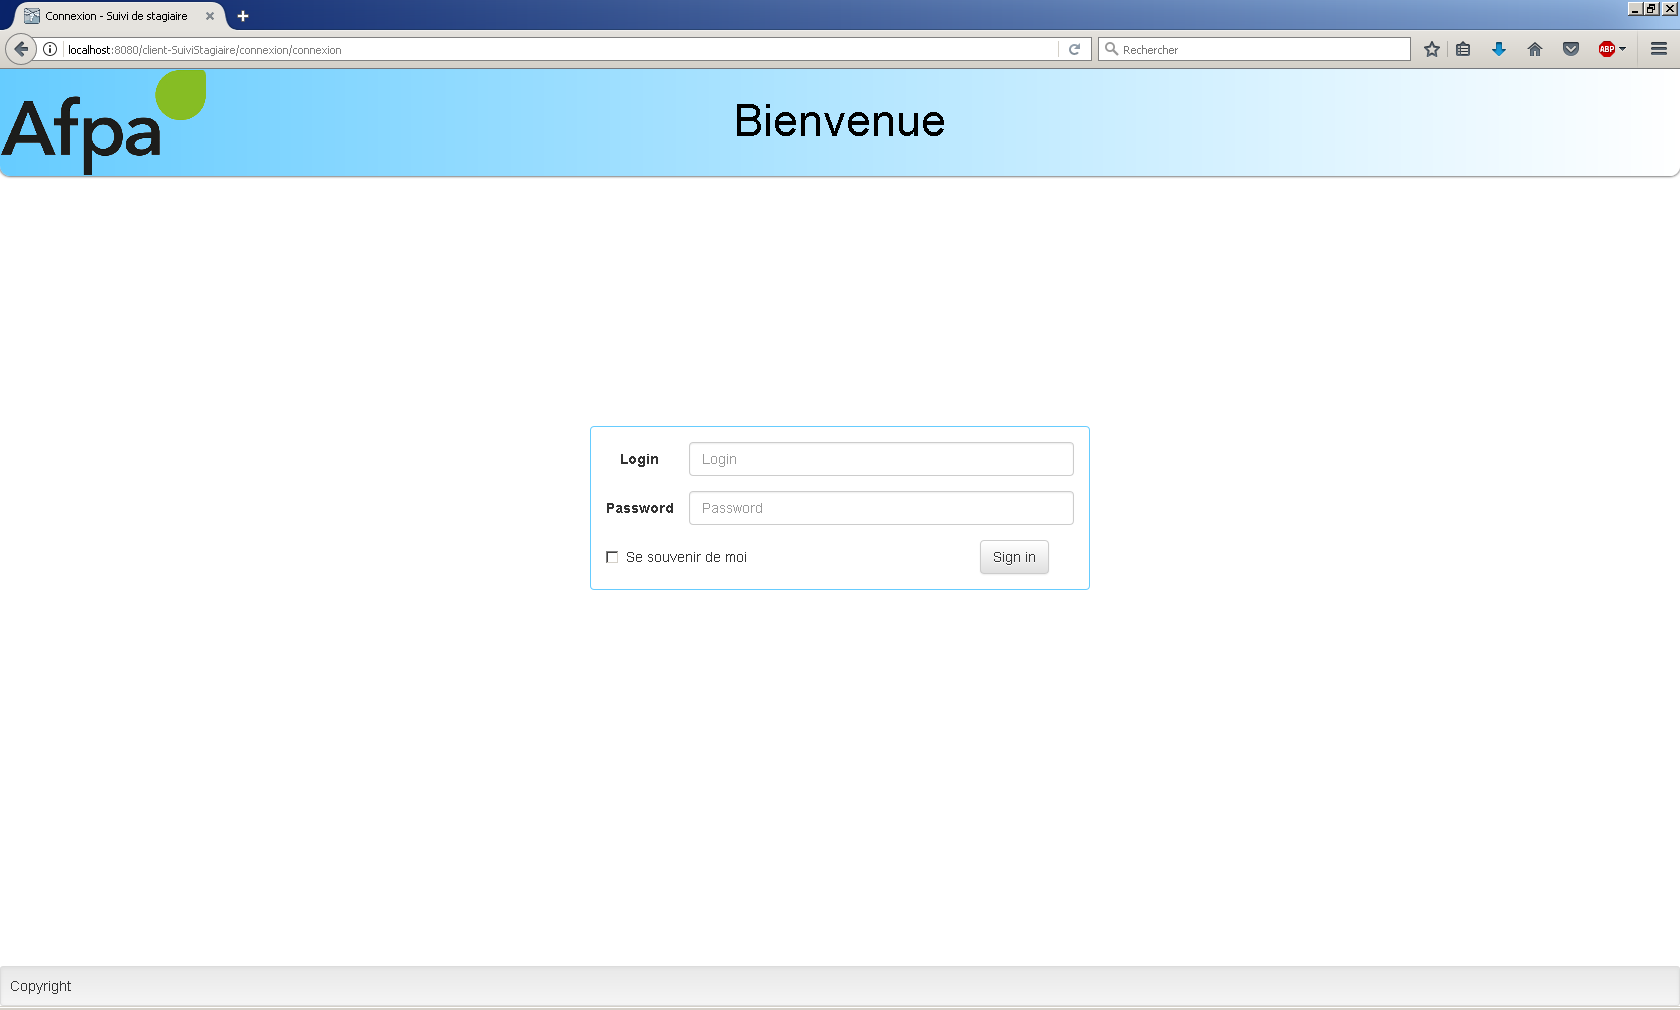 Connexion - Suivi de stagiaire
localhost:8080/client-SuiviStagiaire/connexion/connexion
Rechercher
ABP
Afpa
Bienvenue
Login
Login
Password
Password
Se souvenir de moi
Sign in
Copyright